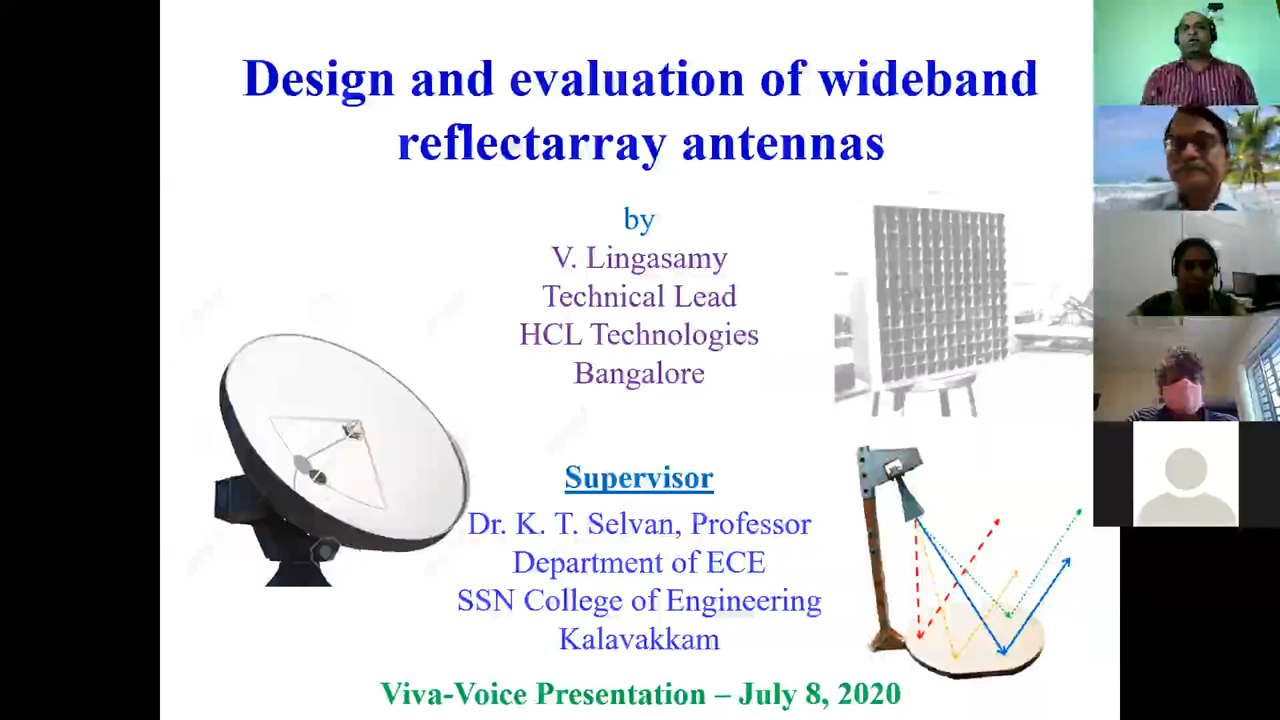 Design and evaluation of wideband
reflectarray antennas
by
V. Lingasamy
Technical Lead
HCL Technologies
Bangalore
Supervisor
Dr. K. T. Selvan, Professor
Department of ECE
SSN College of Engineering
Kalavakkam
Viva-Voice Presentation – July 8, 2020